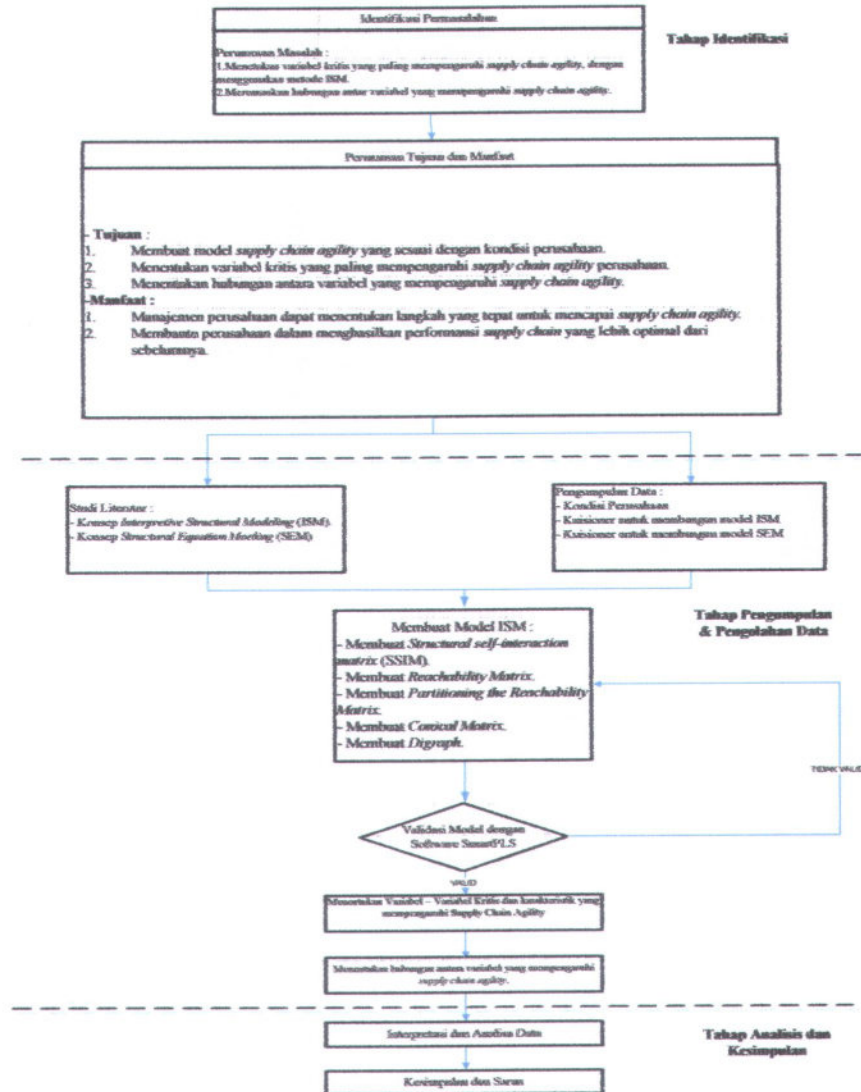 Identifikasi Permasalahan
Tahap Identifikasi
Perumusan Masalah :
1.Menetukan variabel kritis yang paling mempengaruhi supply chain agility, dengan
menggunakan metode ISM.
2.Merumuskan hubungan antar variabel yang mempengaruhi supply chain agility.
Perumusan Tujuan dan Manfaat
- Tujuan :
1. Membuat model supply chain agility yang sesuai dengan kondisi perusahaan.
2. Menentukan variabel kritis yang paling mempengaruhi supply chain agility perusahaan.
3. Menentukan hubungan antara variabel yang mempengaruhi supply chain agility.
-Manfaat :
1. Manajemen perusahaan dapat menentukan langkah yang tepat untuk mencapai supply chain agility.
2. Membantu perusahaan dalam menghasilkan performansi supply chain yang lebih optimal dari
sebelumnya.
Studi Literatur :
- Konsep Interpretive Structural Modeling (ISM).
- Konsep Structural Equation Moeling (SEM)
Pengumpulan Data :
- Kondisi Perusahaan
- Kuisioner untuk membangun model ISM
- Kuisioner untuk membangun model SEM
Tahap Pengumpulan
& Pengolahan Data
Membuat Model ISM :
- Membuat Structural self-interaction
matrix (SSIM).
- Membuat Reachability Matrix.
- Membuat Partitioning the Reachability
Matrix.
- Membuat Conical Matrix.
- Membuat Digraph.
TIDAK VALID
Validasi Model dengan
Software SmartPLS
VALID
Menentukan Variabel – Variabel Kritis dan karakteristik yang
mempengaruhi Supply Chain Agility
Menentukan hubungan antara variabel yang mempengaruhi
supply chain agility.
Interpretasi dan Analisa Data
Tahap Analisis dan
Kesimpulan
Kesimpulan dan Saran